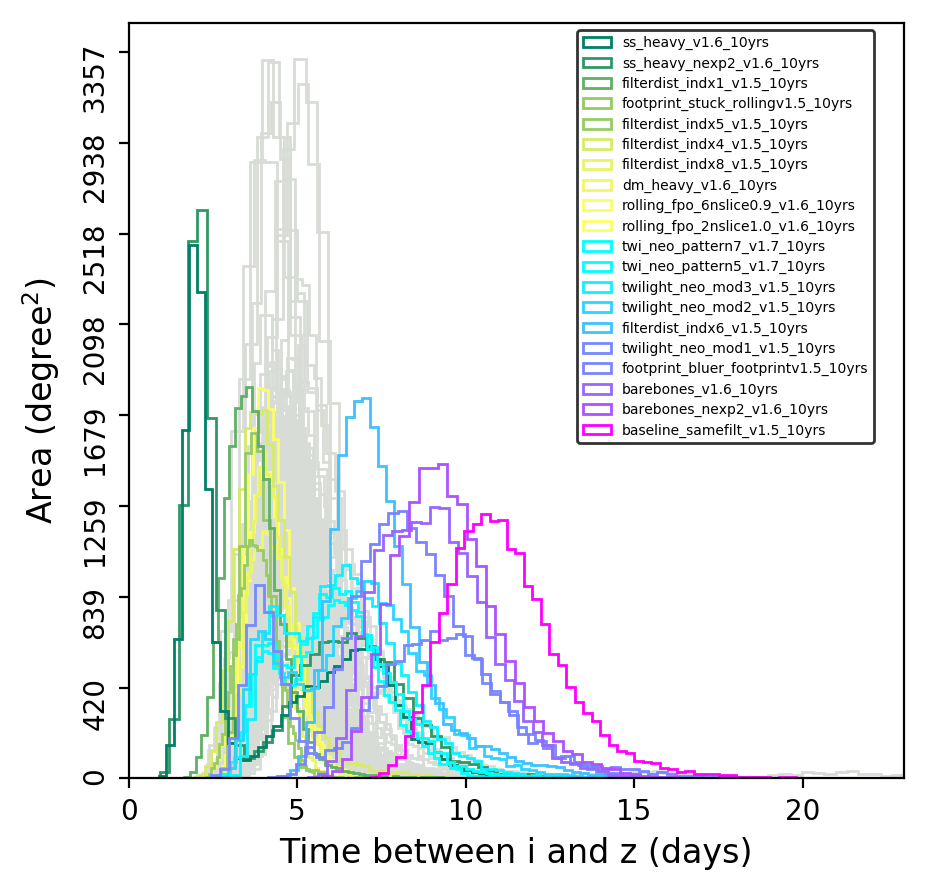 3357
2938
2518
2098
1679
1259
839
420
0
Area (degree²)
0 5 10 15 20
Time between i and z (days)
ss_heavy_v1.6_10yrs
ss_heavy_nexp2_v1.6_10yrs
filterdist_indx1_v1.5_10yrs
footprint_stuck_rollingv1.5_10yrs
filterdist_indx5_v1.5_10yrs
filterdist_indx4_v1.5_10yrs
filterdist_indx8_v1.5_10yrs
dm_heavy_v1.6_10yrs
rolling_fpo_6nslice0.9_v1.6_10yrs
rolling_fpo_2nslice1.0_v1.6_10yrs
twi_neo_pattern7_v1.7_10yrs
twi_neo_pattern5_v1.7_10yrs
twilight_neo_mod3_v1.5_10yrs
twilight_neo_mod2_v1.5_10yrs
filterdist_indx6_v1.5_10yrs
twilight_neo_mod1_v1.5_10yrs
footprint_bluer_footprintv1.5_10yrs
barebones_v1.6_10yrs
barebones_nexp2_v1.6_10yrs
baseline_samefilt_v1.5_10yrs